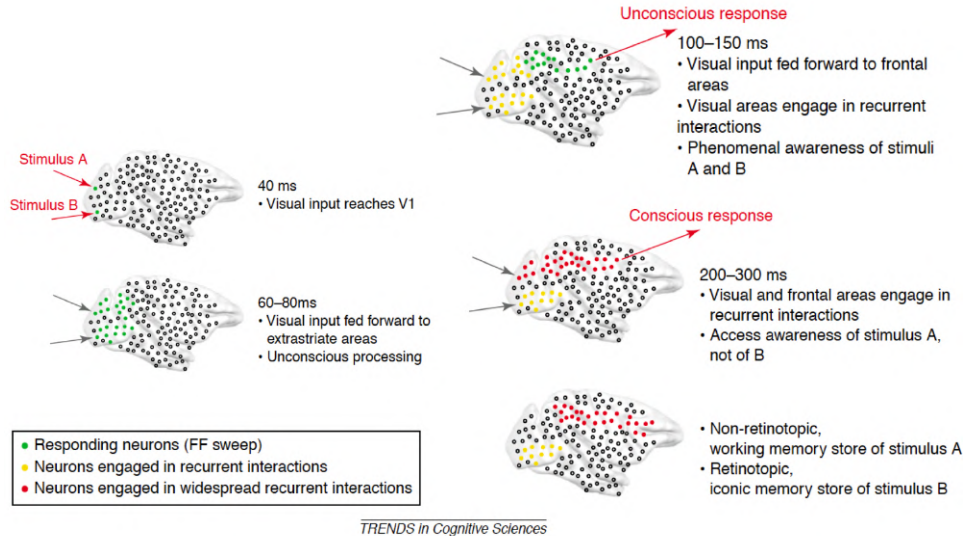 Stimulus A
Stimulus B
40 ms
• Visual input reaches V1
60–80ms
• Visual input fed forward to
extrastriate areas
• Unconscious processing
Unconscious response
100–150 ms
• Visual input fed forward to frontal
areas
• Visual areas engage in recurrent
interactions
• Phenomenal awareness of stimuli
A and B
Conscious response
200–300 ms
• Visual and frontal areas engage in
recurrent interactions
• Access awareness of stimulus A,
not of B
• Non-retinotopic,
working memory store of stimulus A
• Retinotopic,
iconic memory store of stimulus B
Responding neurons (FF sweep)
Neurons engaged in recurrent interactions
Neurons engaged in widespread recurrent interactions
TRENDS in Cognitive Sciences